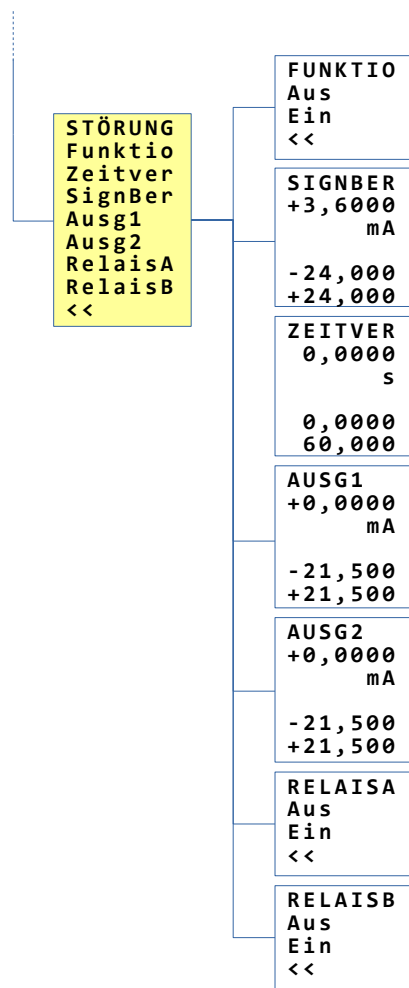 STÖRUNG
Funktio
Zeitver
SignBer
Ausg1
Ausg2
RelaisA
RelaisB
<<
FUNKTIO
Aus
Ein
<<
SIGNBER
+3,6000
mA
-24,000
+24,000
ZEITVER
0,0000
s
0,0000
60,000
AUSG1
+0,0000
mA
-21,500
+21,500
AUSG2
+0,0000
mA
-21,500
+21,500
RELAISA
Aus
Ein
<<
RELAISB
Aus
Ein
<<